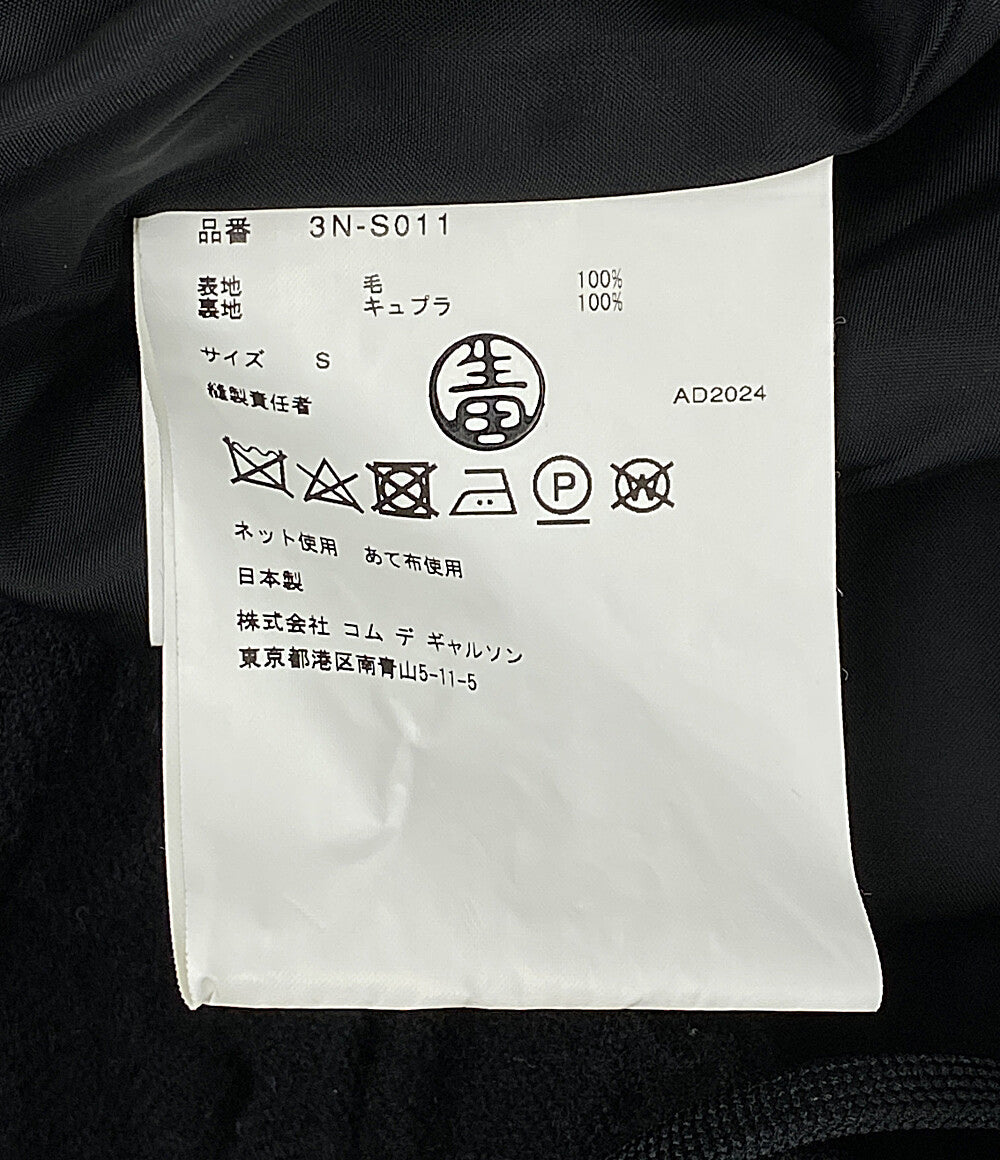 品番 3N-S011
表地 毛 100%
裏地 キュプラ 100%
サイズ S
縫製責任者 生田 AD2024
P W
ネット使用 あて布使用
日本製
株式会社 コム デ ギャルソン
東京都港区南青山5-11-5